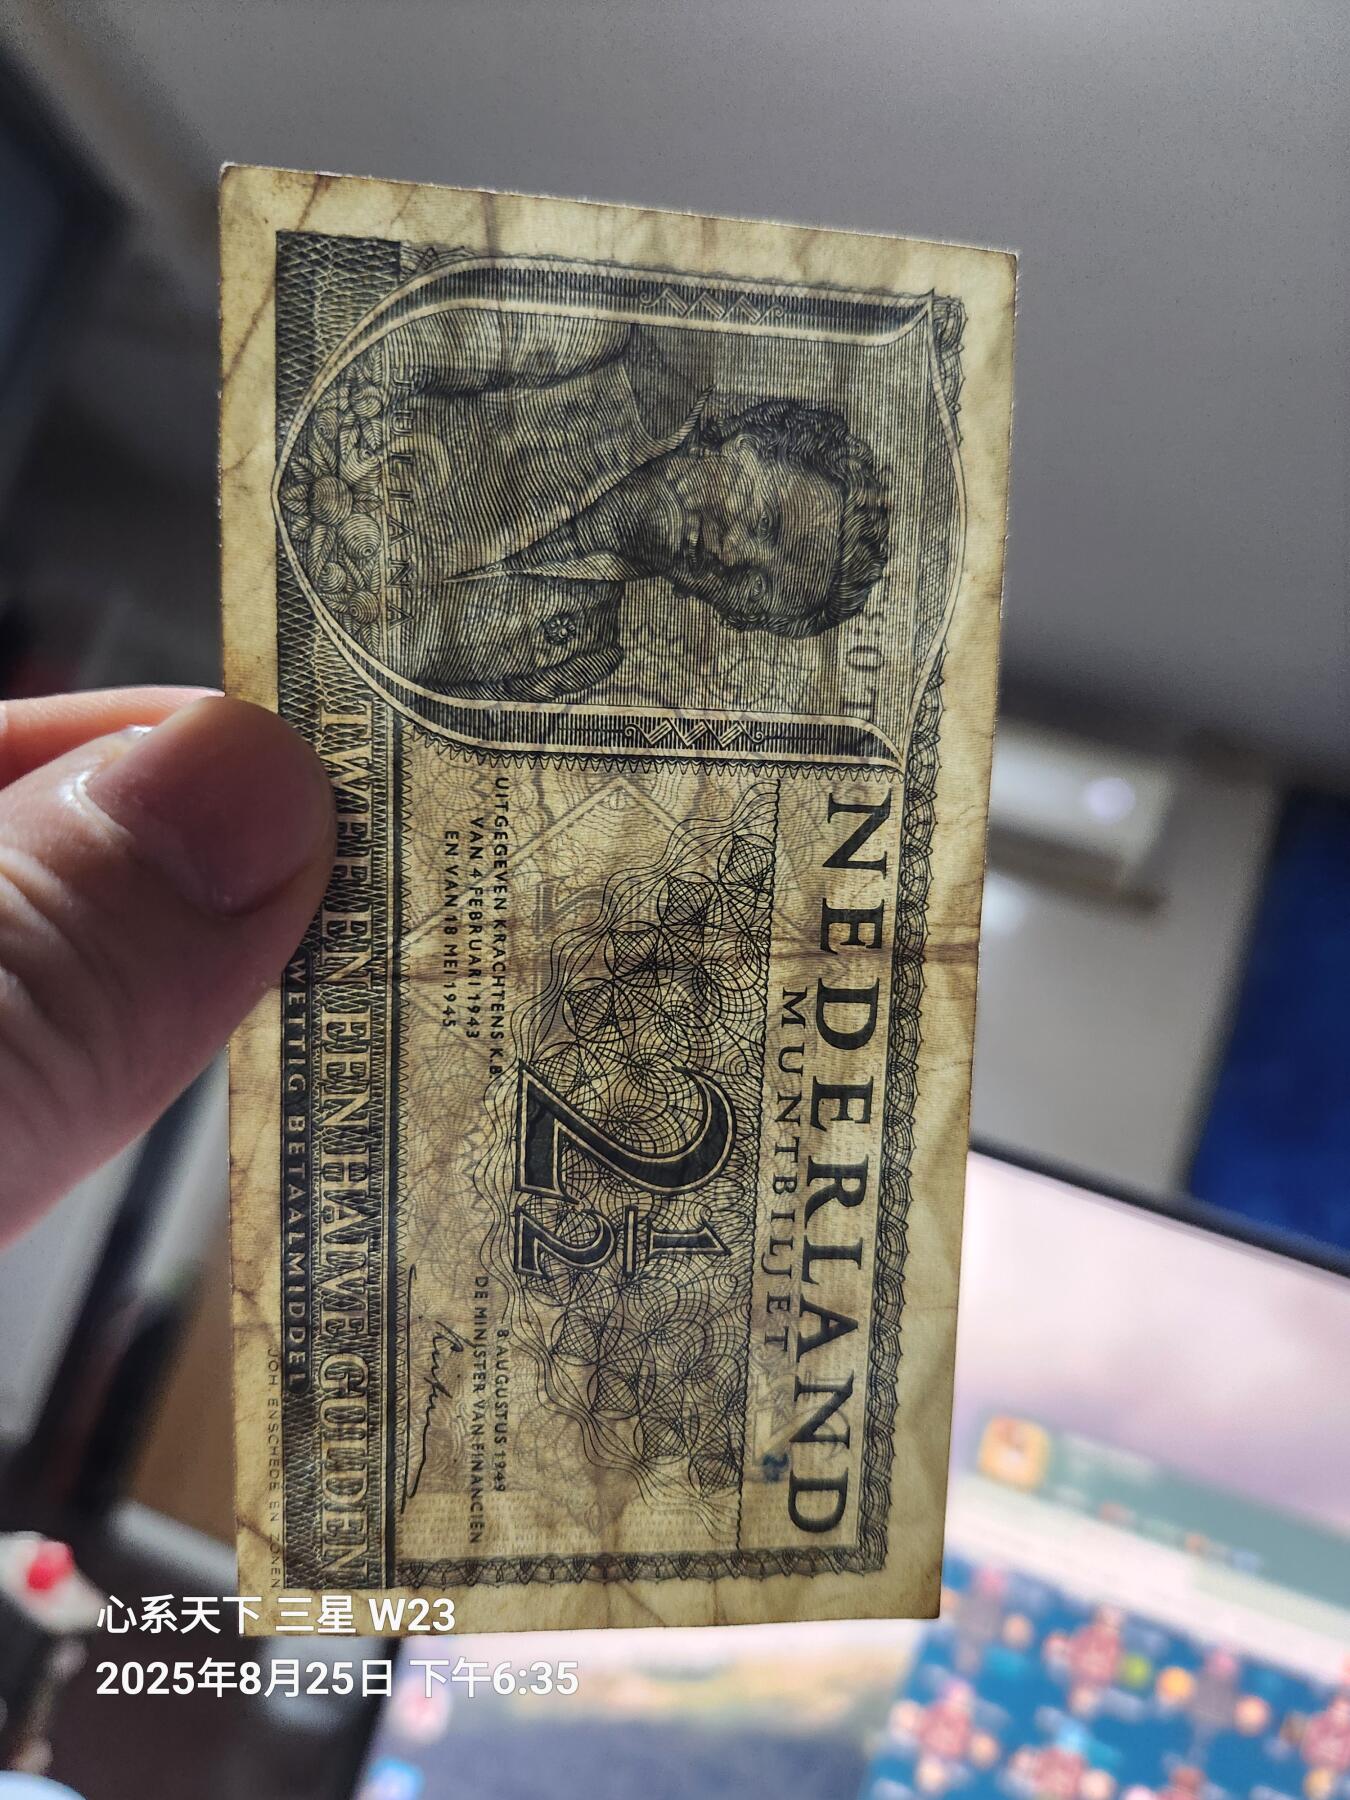 NEDERLAND
MUNTBILJET
2 1/2
UITGEGEVEN KRACHTENS K.B.
VAN 4 FEBRUARI 1943
EN VAN 18 MEI 1945
8 AUGUSTUS 1949
DE MINISTER VAN FINANCIËN
JULIANA
TWEE EN EEN HALVE GULDEN
WETTIG BETAALMIDDEL
JOH. ENSCHEDÉ EN ZONEN
心系天下 三星 W23
2025年8月25日 下午6:35